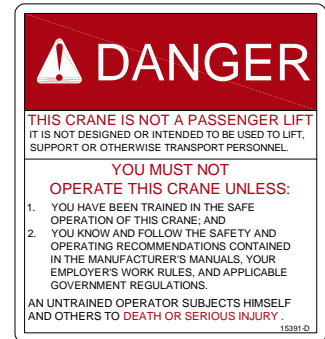 DANGER
THIS CRANE IS NOT A PASSENGER LIFT
IT IS NOT DESIGNED OR INTENDED TO BE USED TO LIFT,
SUPPORT OR OTHERWISE TRANSPORT PERSONNEL.
YOU MUST NOT
OPERATE THIS CRANE UNLESS:
1. YOU HAVE BEEN TRAINED IN THE SAFE
OPERATION OF THIS CRANE; AND
2. YOU KNOW AND FOLLOW THE SAFETY AND
OPERATING RECOMMENDATIONS CONTAINED
IN THE MANUFACTURER'S MANUALS, YOUR
EMPLOYER'S WORK RULES, AND APPLICABLE
GOVERNMENT REGULATIONS.
AN UNTRAINED OPERATOR SUBJECTS HIMSELF
AND OTHERS TO DEATH OR SERIOUS INJURY .
15391-D